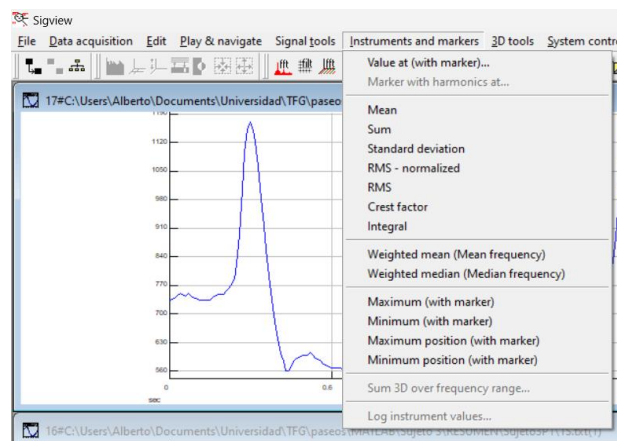 Sigview
File Data acquisition Edit Play & navigate Signal tools Instruments and markers 3D tools System contr
fft filt
17#C:\Users\Alberto\Documents\Universidad\TFG\paseo
Value at (with marker)...
Marker with harmonics at...
Mean
Sum
Standard deviation
RMS - normalized
RMS
Crest factor
Integral
Weighted mean (Mean frequency)
Weighted median (Median frequency)
Maximum (with marker)
Minimum (with marker)
Maximum position (with marker)
Minimum position (with marker)
Sum 3D over frequency range...
Log instrument values...
1190
1120
1050
980
910
840
770
700
630
560
0
0.6
sec
16#C:\Users\Alberto\Documents\Universidad\TFG\paseos\MATLAB\Sujeto 3\RESUMEN\Sujeto3PT1S.txt(1)